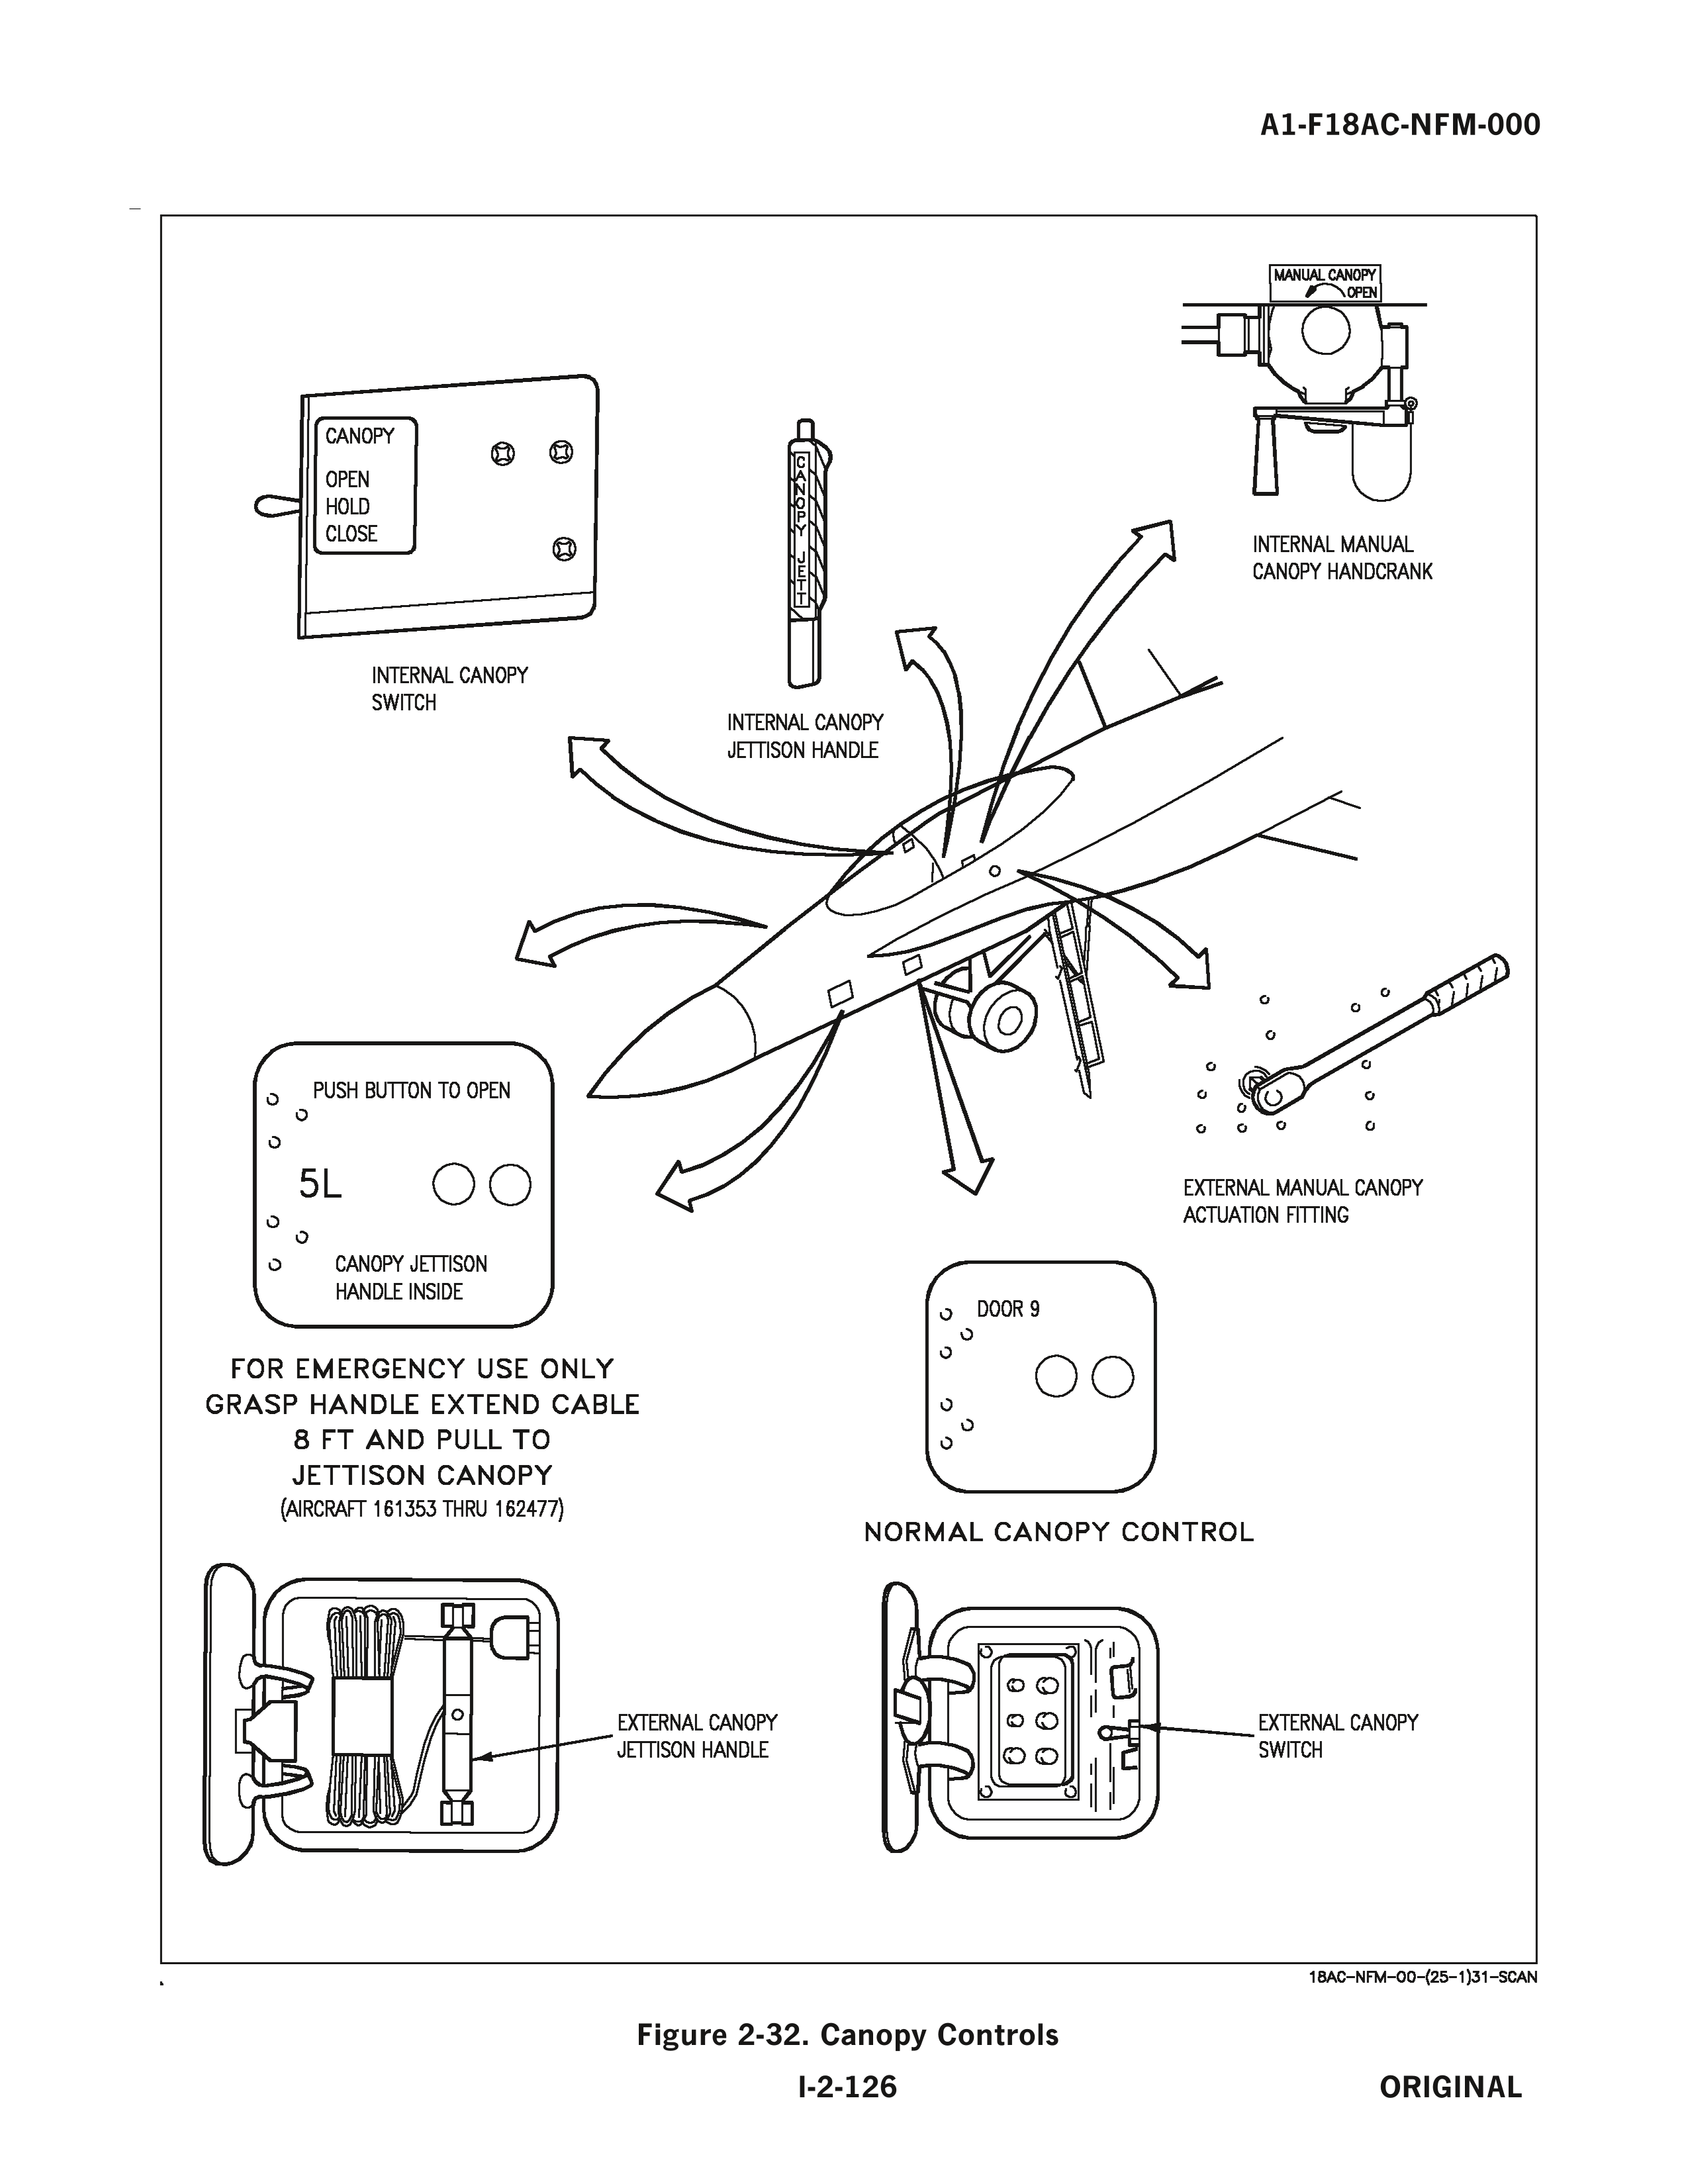 A1-F18AC-NFM-000
MANUAL CANOPY
OPEN
CANOPY
OPEN
HOLD
CLOSE
CANOPY JETT
INTERNAL MANUAL
CANOPY HANDCRANK
INTERNAL CANOPY
SWITCH
INTERNAL CANOPY
JETTISON HANDLE
PUSH BUTTON TO OPEN
5L
CANOPY JETTISON
HANDLE INSIDE
EXTERNAL MANUAL CANOPY
ACTUATION FITTING
DOOR 9
FOR EMERGENCY USE ONLY
GRASP HANDLE EXTEND CABLE
8 FT AND PULL TO
JETTISON CANOPY
(AIRCRAFT 161353 THRU 162477)
NORMAL CANOPY CONTROL
EXTERNAL CANOPY
JETTISON HANDLE
EXTERNAL CANOPY
SWITCH
18AC-NFM-00-(25-1)31-SCAN
Figure 2-32. Canopy Controls
I-2-126
ORIGINAL